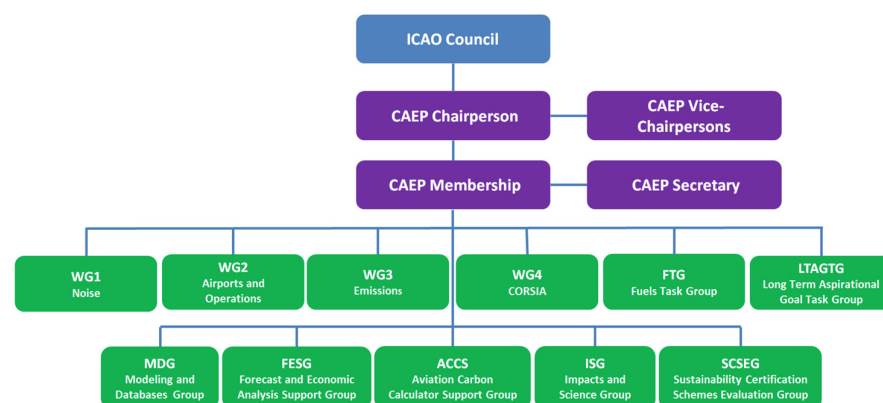 ICAO Council
CAEP Chairperson
CAEP Vice-
Chairpersons
CAEP Membership
CAEP Secretary
WG1
Noise
WG2
Airports and
Operations
WG3
Emissions
WG4
CORSIA
FTG
Fuels Task Group
LTAGTG
Long Term Aspirational
Goal Task Group
MDG
Modeling and
Databases Group
FESG
Forecast and Economic
Analysis Support Group
ACCS
Aviation Carbon
Calculator Support Group
ISG
Impacts and
Science Group
SCSEG
Sustainability Certification
Schemes Evaluation Group